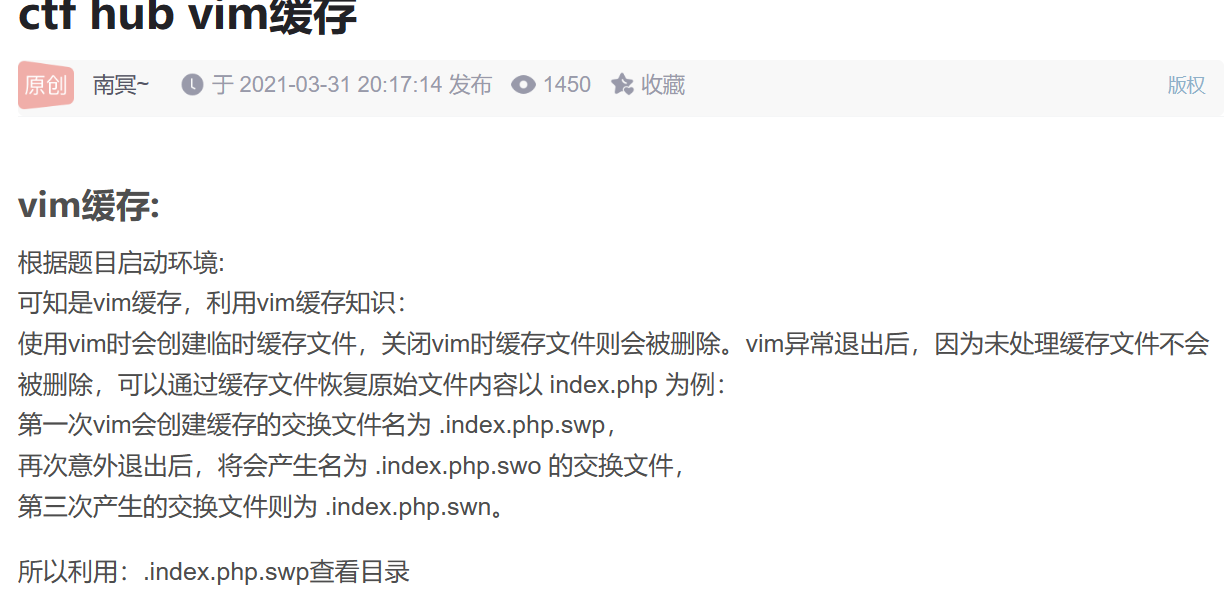 ctf hub vim缓存
原创 南冥~ 于 2021-03-31 20:17:14 发布 1450 收藏 版权
vim缓存:
根据题目启动环境:
可知是vim缓存，利用vim缓存知识：
使用vim时会创建临时缓存文件，关闭vim时缓存文件则会被删除。vim异常退出后，因为未处理缓存文件不会
被删除，可以通过缓存文件恢复原始文件内容以 index.php 为例：
第一次vim会创建缓存的交换文件名为 .index.php.swp，
再次意外退出后，将会产生名为 .index.php.swo 的交换文件，
第三次产生的交换文件则为 .index.php.swn。
所以利用：.index.php.swp查看目录